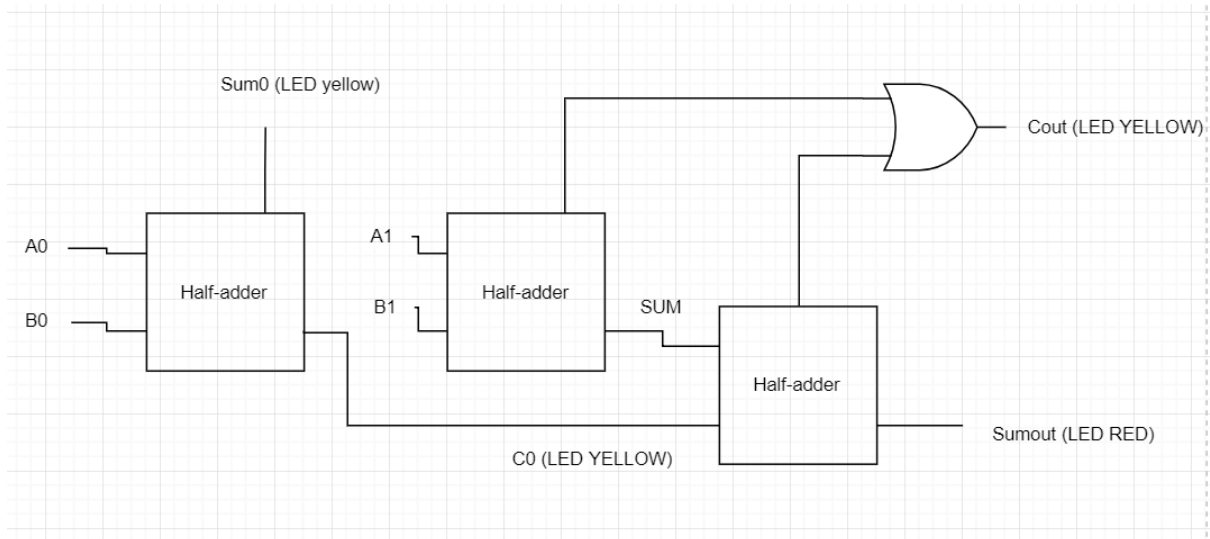 Sum0 (LED yellow)
Cout (LED YELLOW)
A0
A1
Half-adder
Half-adder
B0
B1
SUM
Half-adder
Sumout (LED RED)
C0 (LED YELLOW)